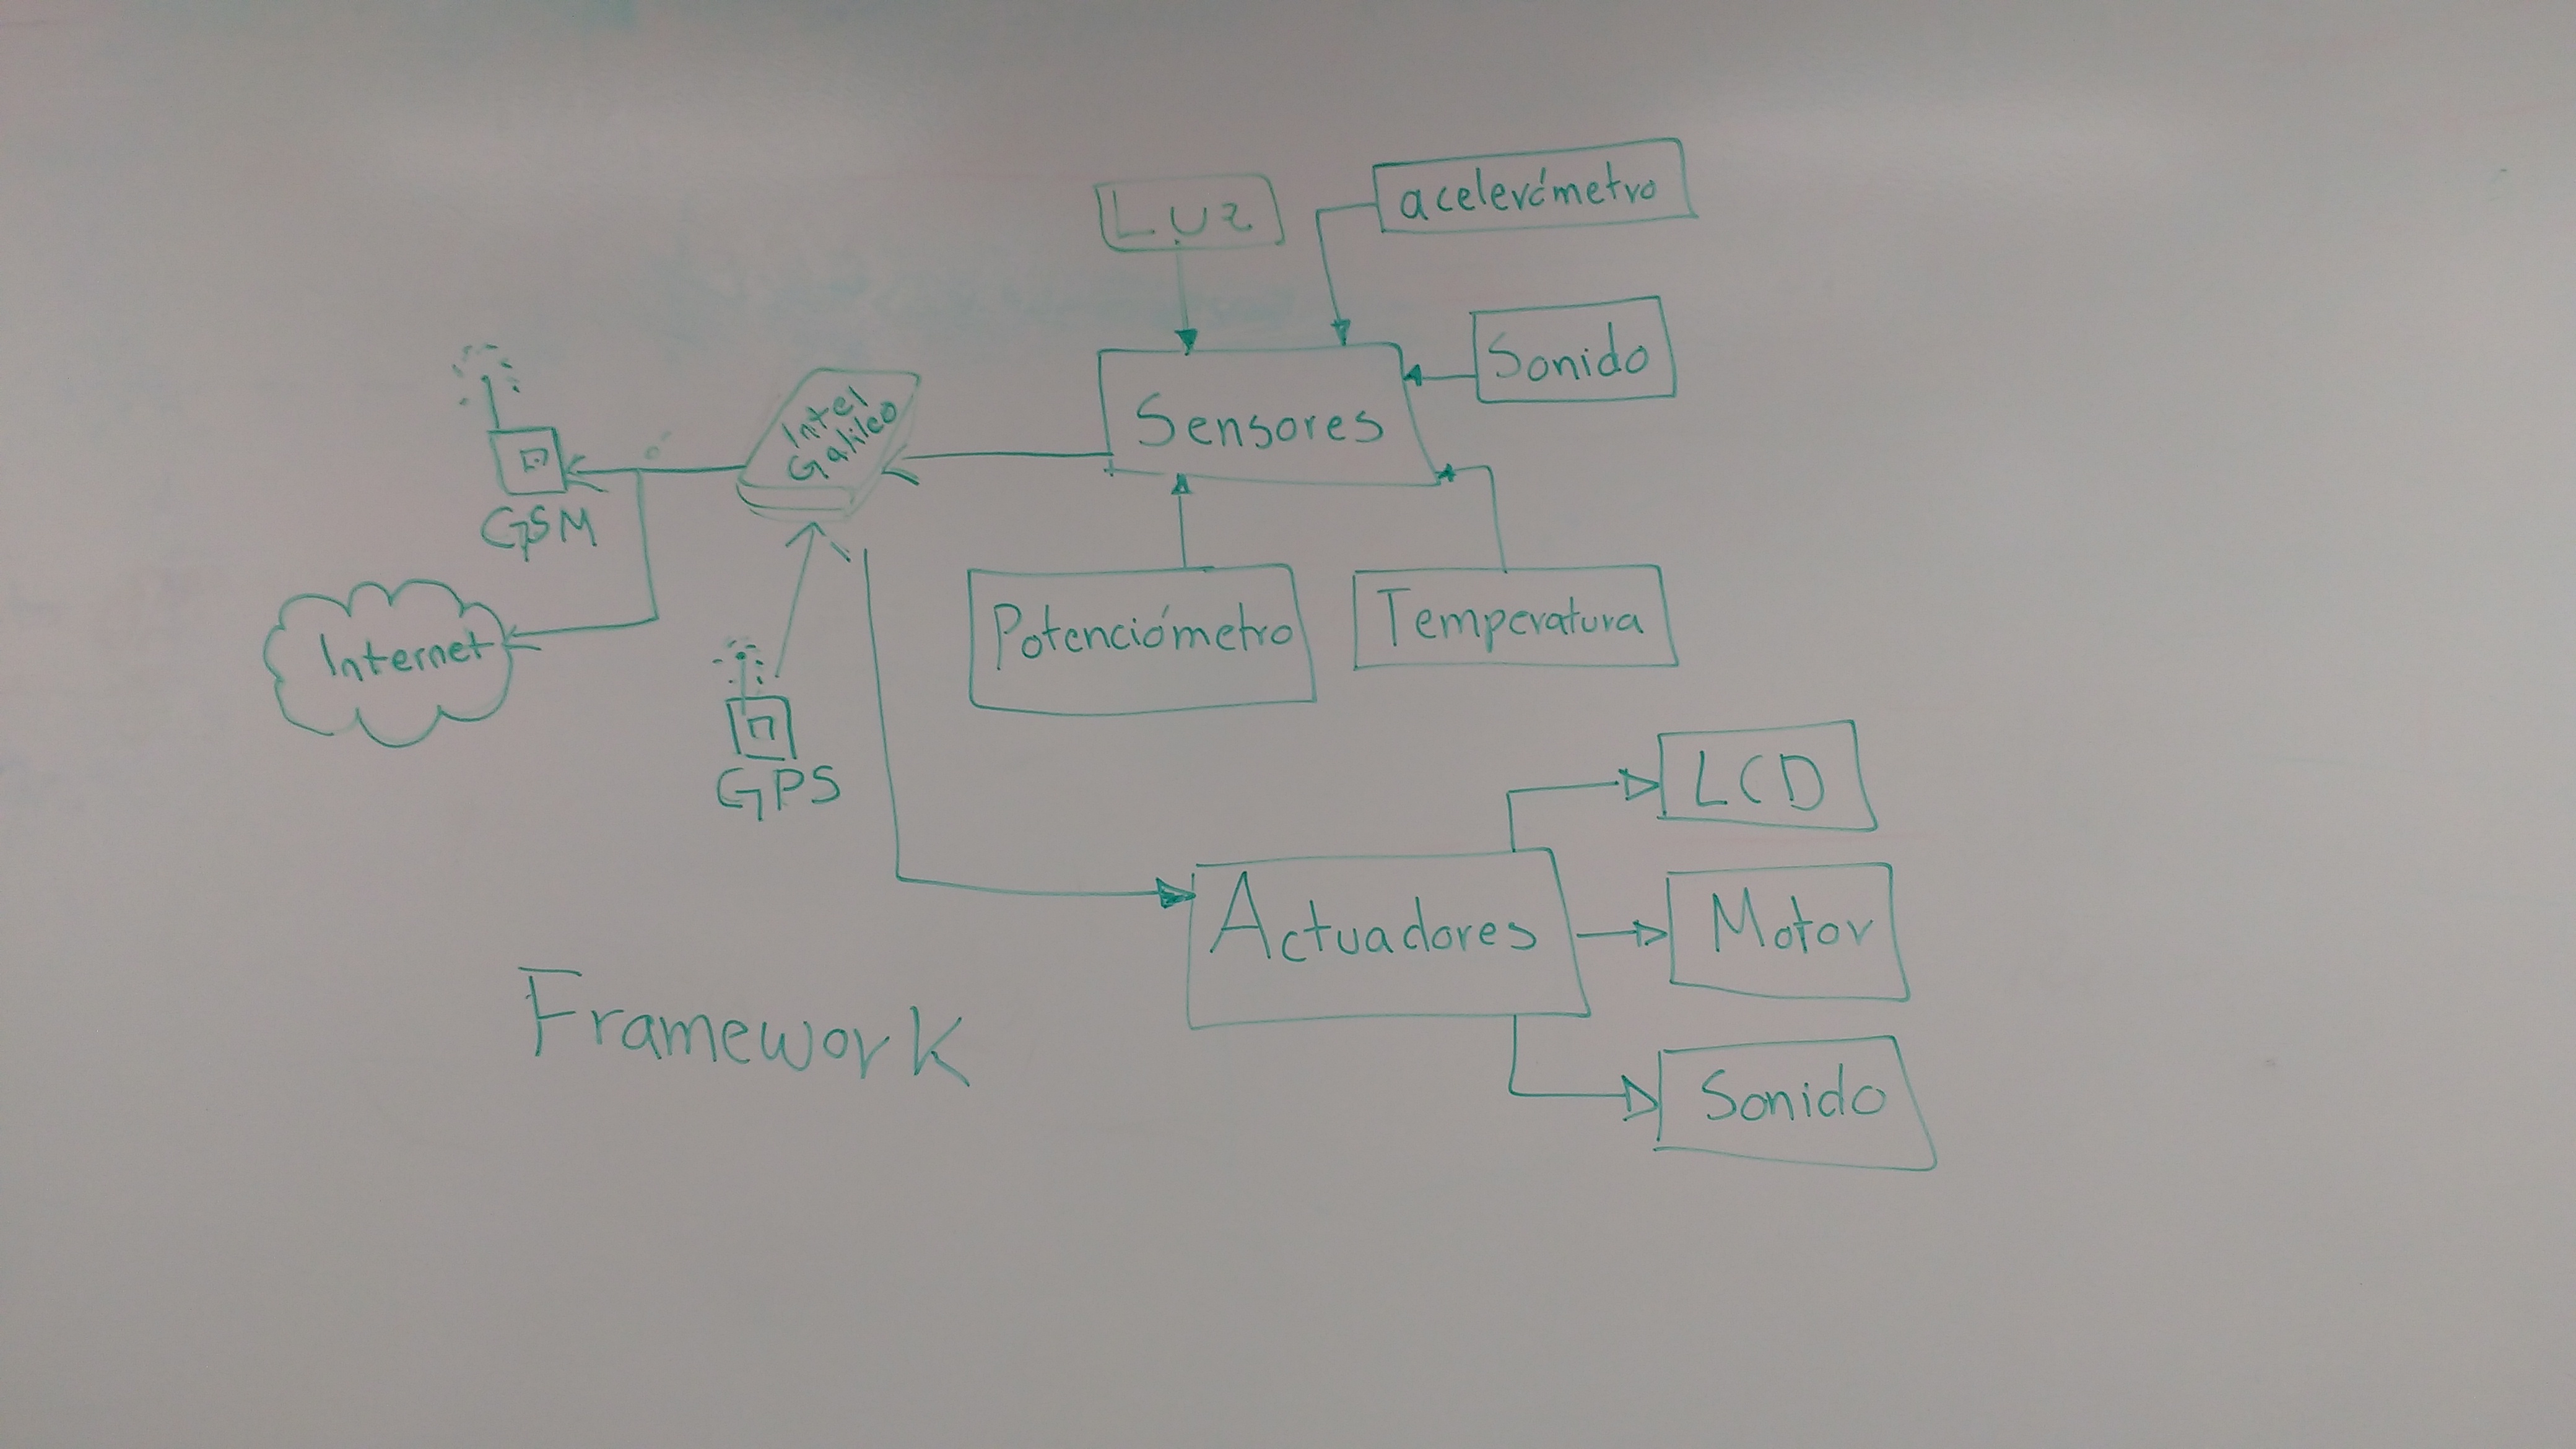 Luz
acelerómetro
Sonido
Sensores
Intel
Galileo
GSM
Internet
Potenciómetro
Temperatura
GPS
LCD
Actuadores
Motor
Sonido
Framework